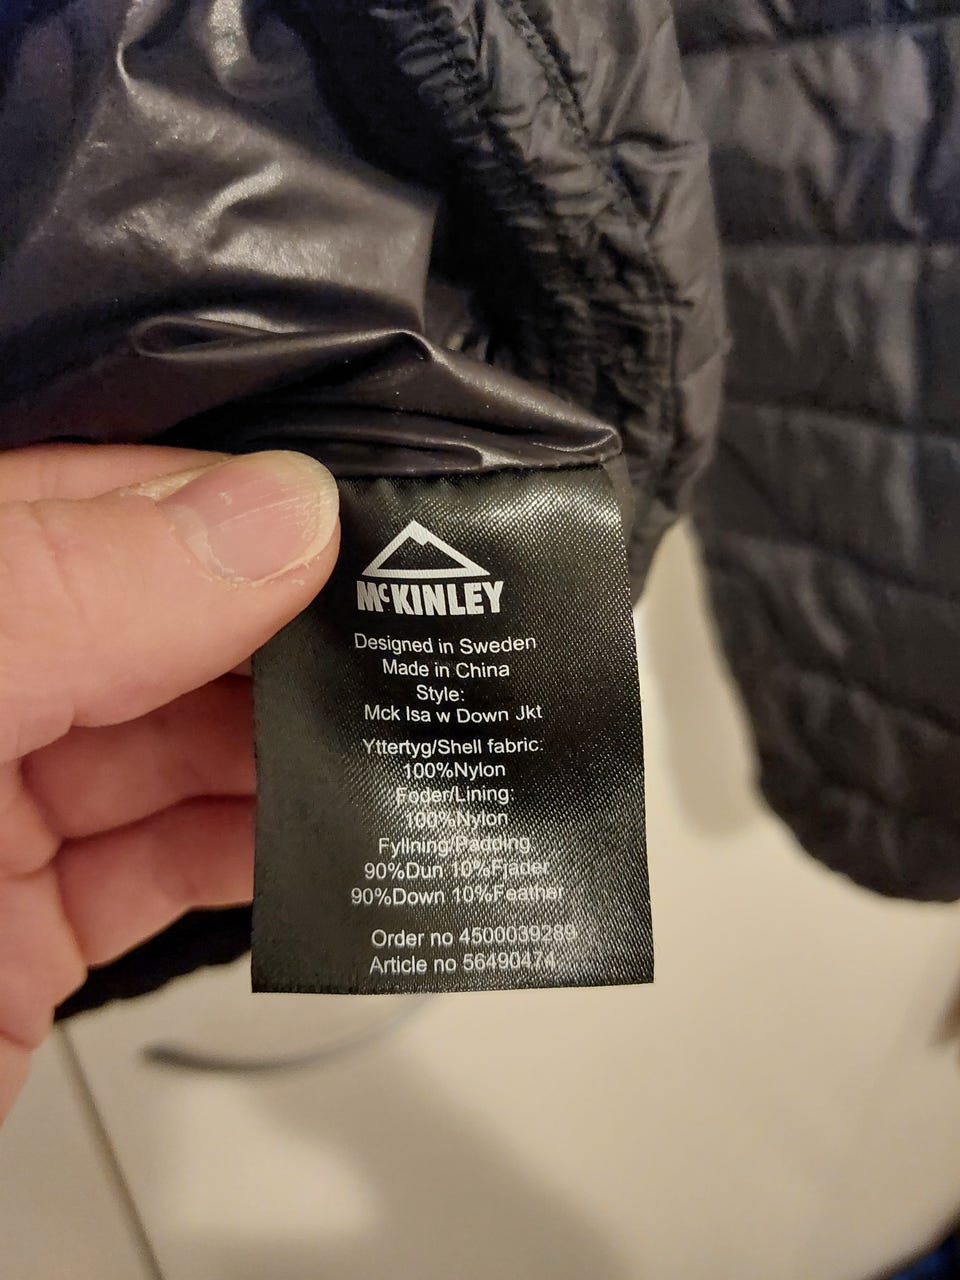 McKINLEY
Designed in Sweden
Made in China
Style:
Mck Isa w Down Jkt
Yttertyg/Shell fabric:
100%Nylon
Foder/Lining:
100%Nylon
Fyllning/Padding
90%Dun 10%Fjäder
90%Down 10%Feather
Order no 4500039289
Article no 56490474